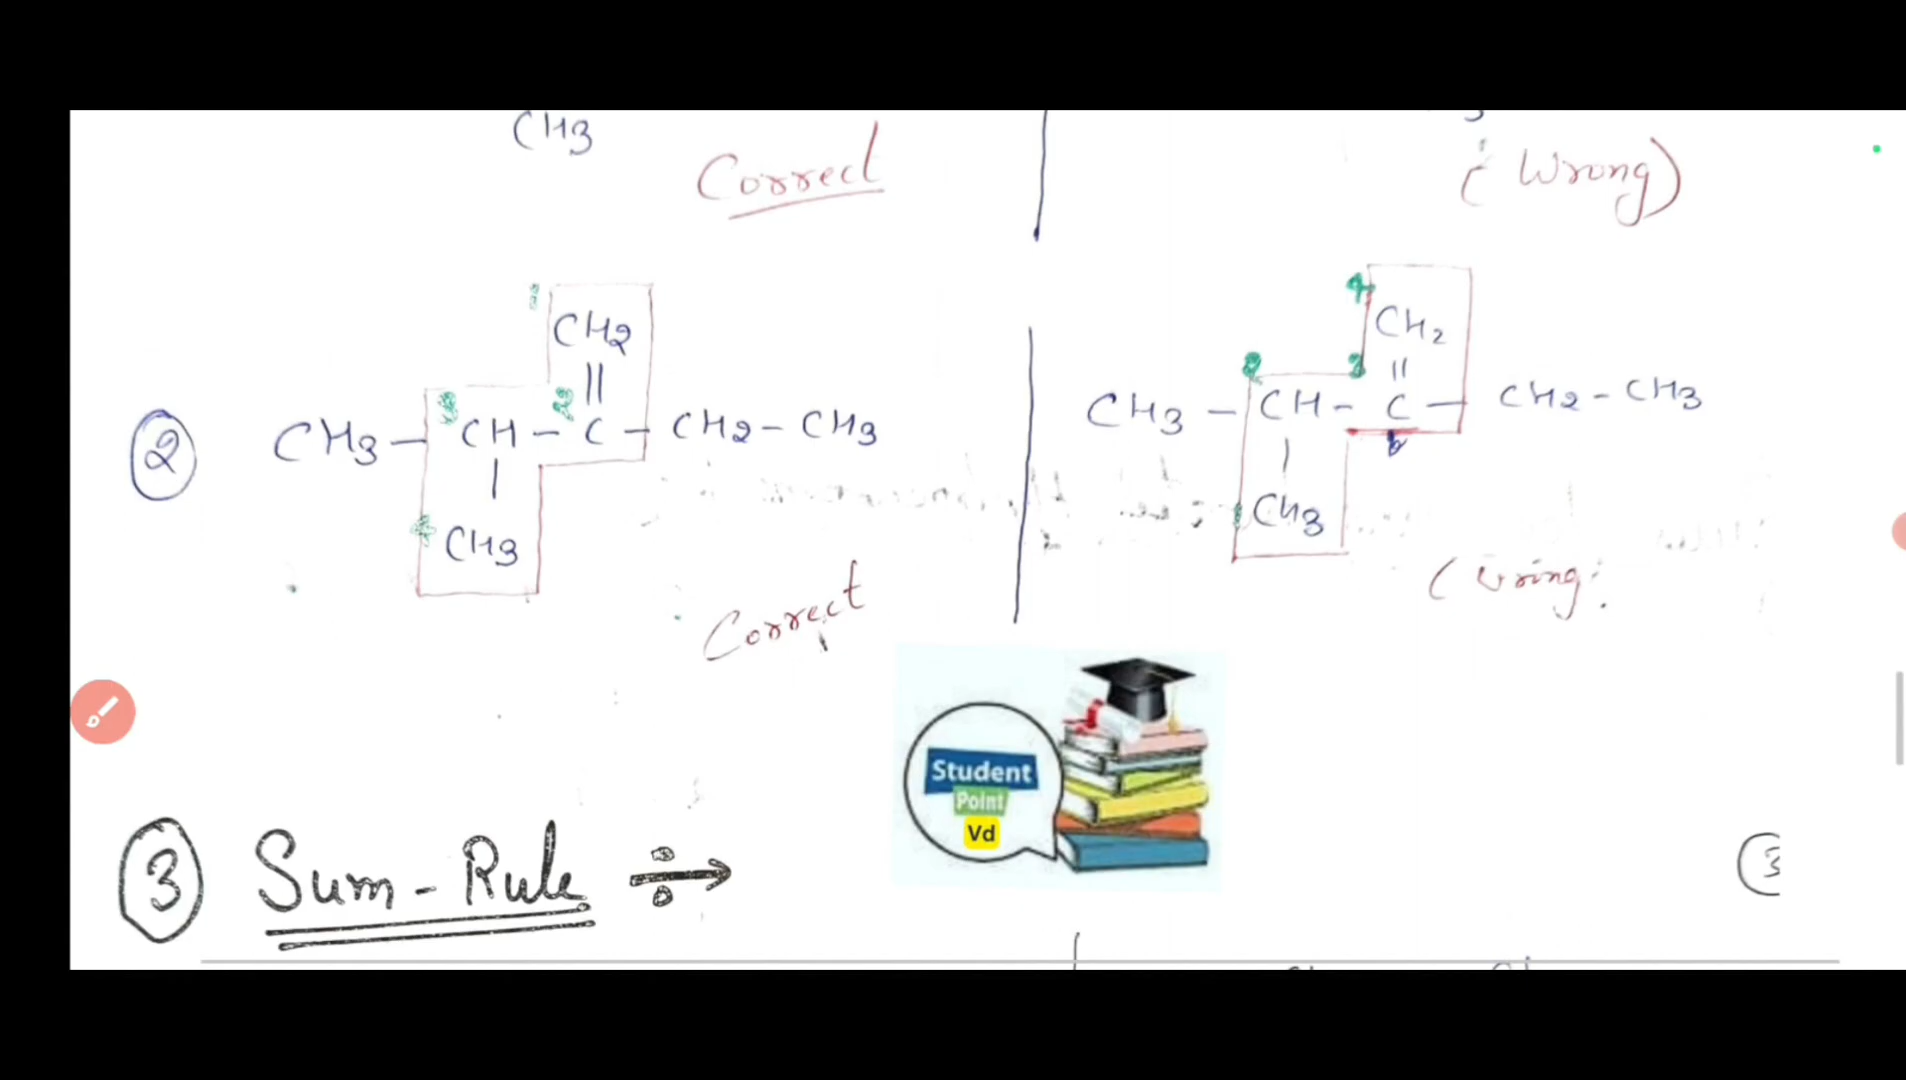 CH3
Correct
(Wrong)
1
CH2
||
3 2
② CH3 – CH – C – CH2 – CH3
|
4 CH3
Correct
4
CH2
2 3 ||
CH3 – CH – C – CH2 – CH3
|
1 CH3
(Wrong:
Student
Point
Vd
③ Sum-Rule ÷→